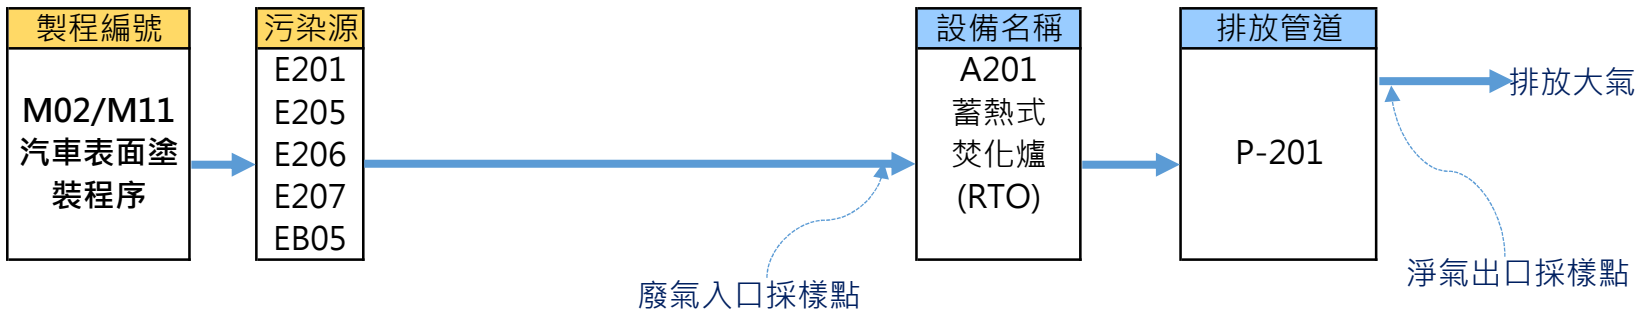 製程編號
M02/M11
汽車表面塗
裝程序
污染源
E201
E205
E206
E207
EB05
設備名稱
A201
蓄熱式
焚化爐
(RTO)
排放管道
P-201
排放大氣
廢氣入口採樣點
淨氣出口採樣點